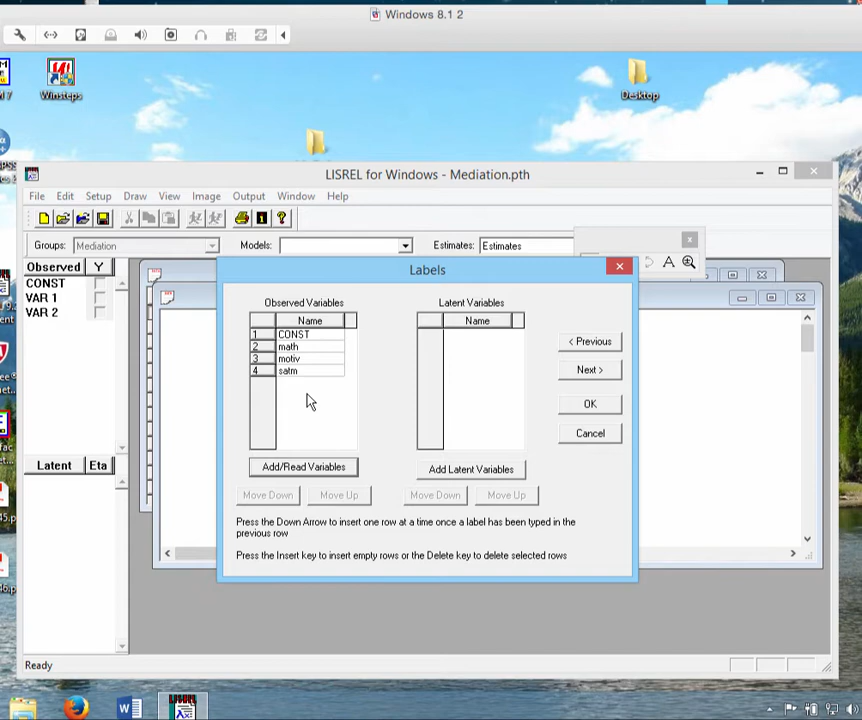 Windows 8.1 2
Winsteps
Desktop
LISREL for Windows - Mediation.pth
File Edit Setup Draw View Image Output Window Help
Groups: Mediation Models: Estimates: Estimates
Observed Y
CONST
VAR 1
VAR 2
Latent Eta
Labels
Observed Variables Latent Variables
Name Name
1 CONST
2 math
3 motiv
4 satm
< Previous
Next >
OK
Cancel
Add/Read Variables Add Latent Variables
Move Down Move Up Move Down Move Up
Press the Down Arrow to insert one row at a time once a label has been typed in the
previous row
Press the Insert key to insert empty rows or the Delete key to delete selected rows
Ready